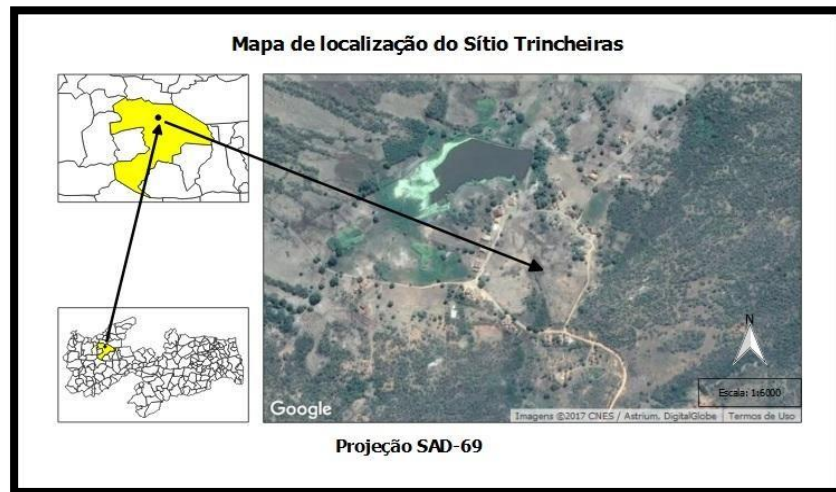 Mapa de localização do Sítio Trincheiras
N
Escala: 1:6000
Google
Imagens ©2017 CNES / Astrium, DigitalGlobe
Termos de Uso
Projeção SAD-69